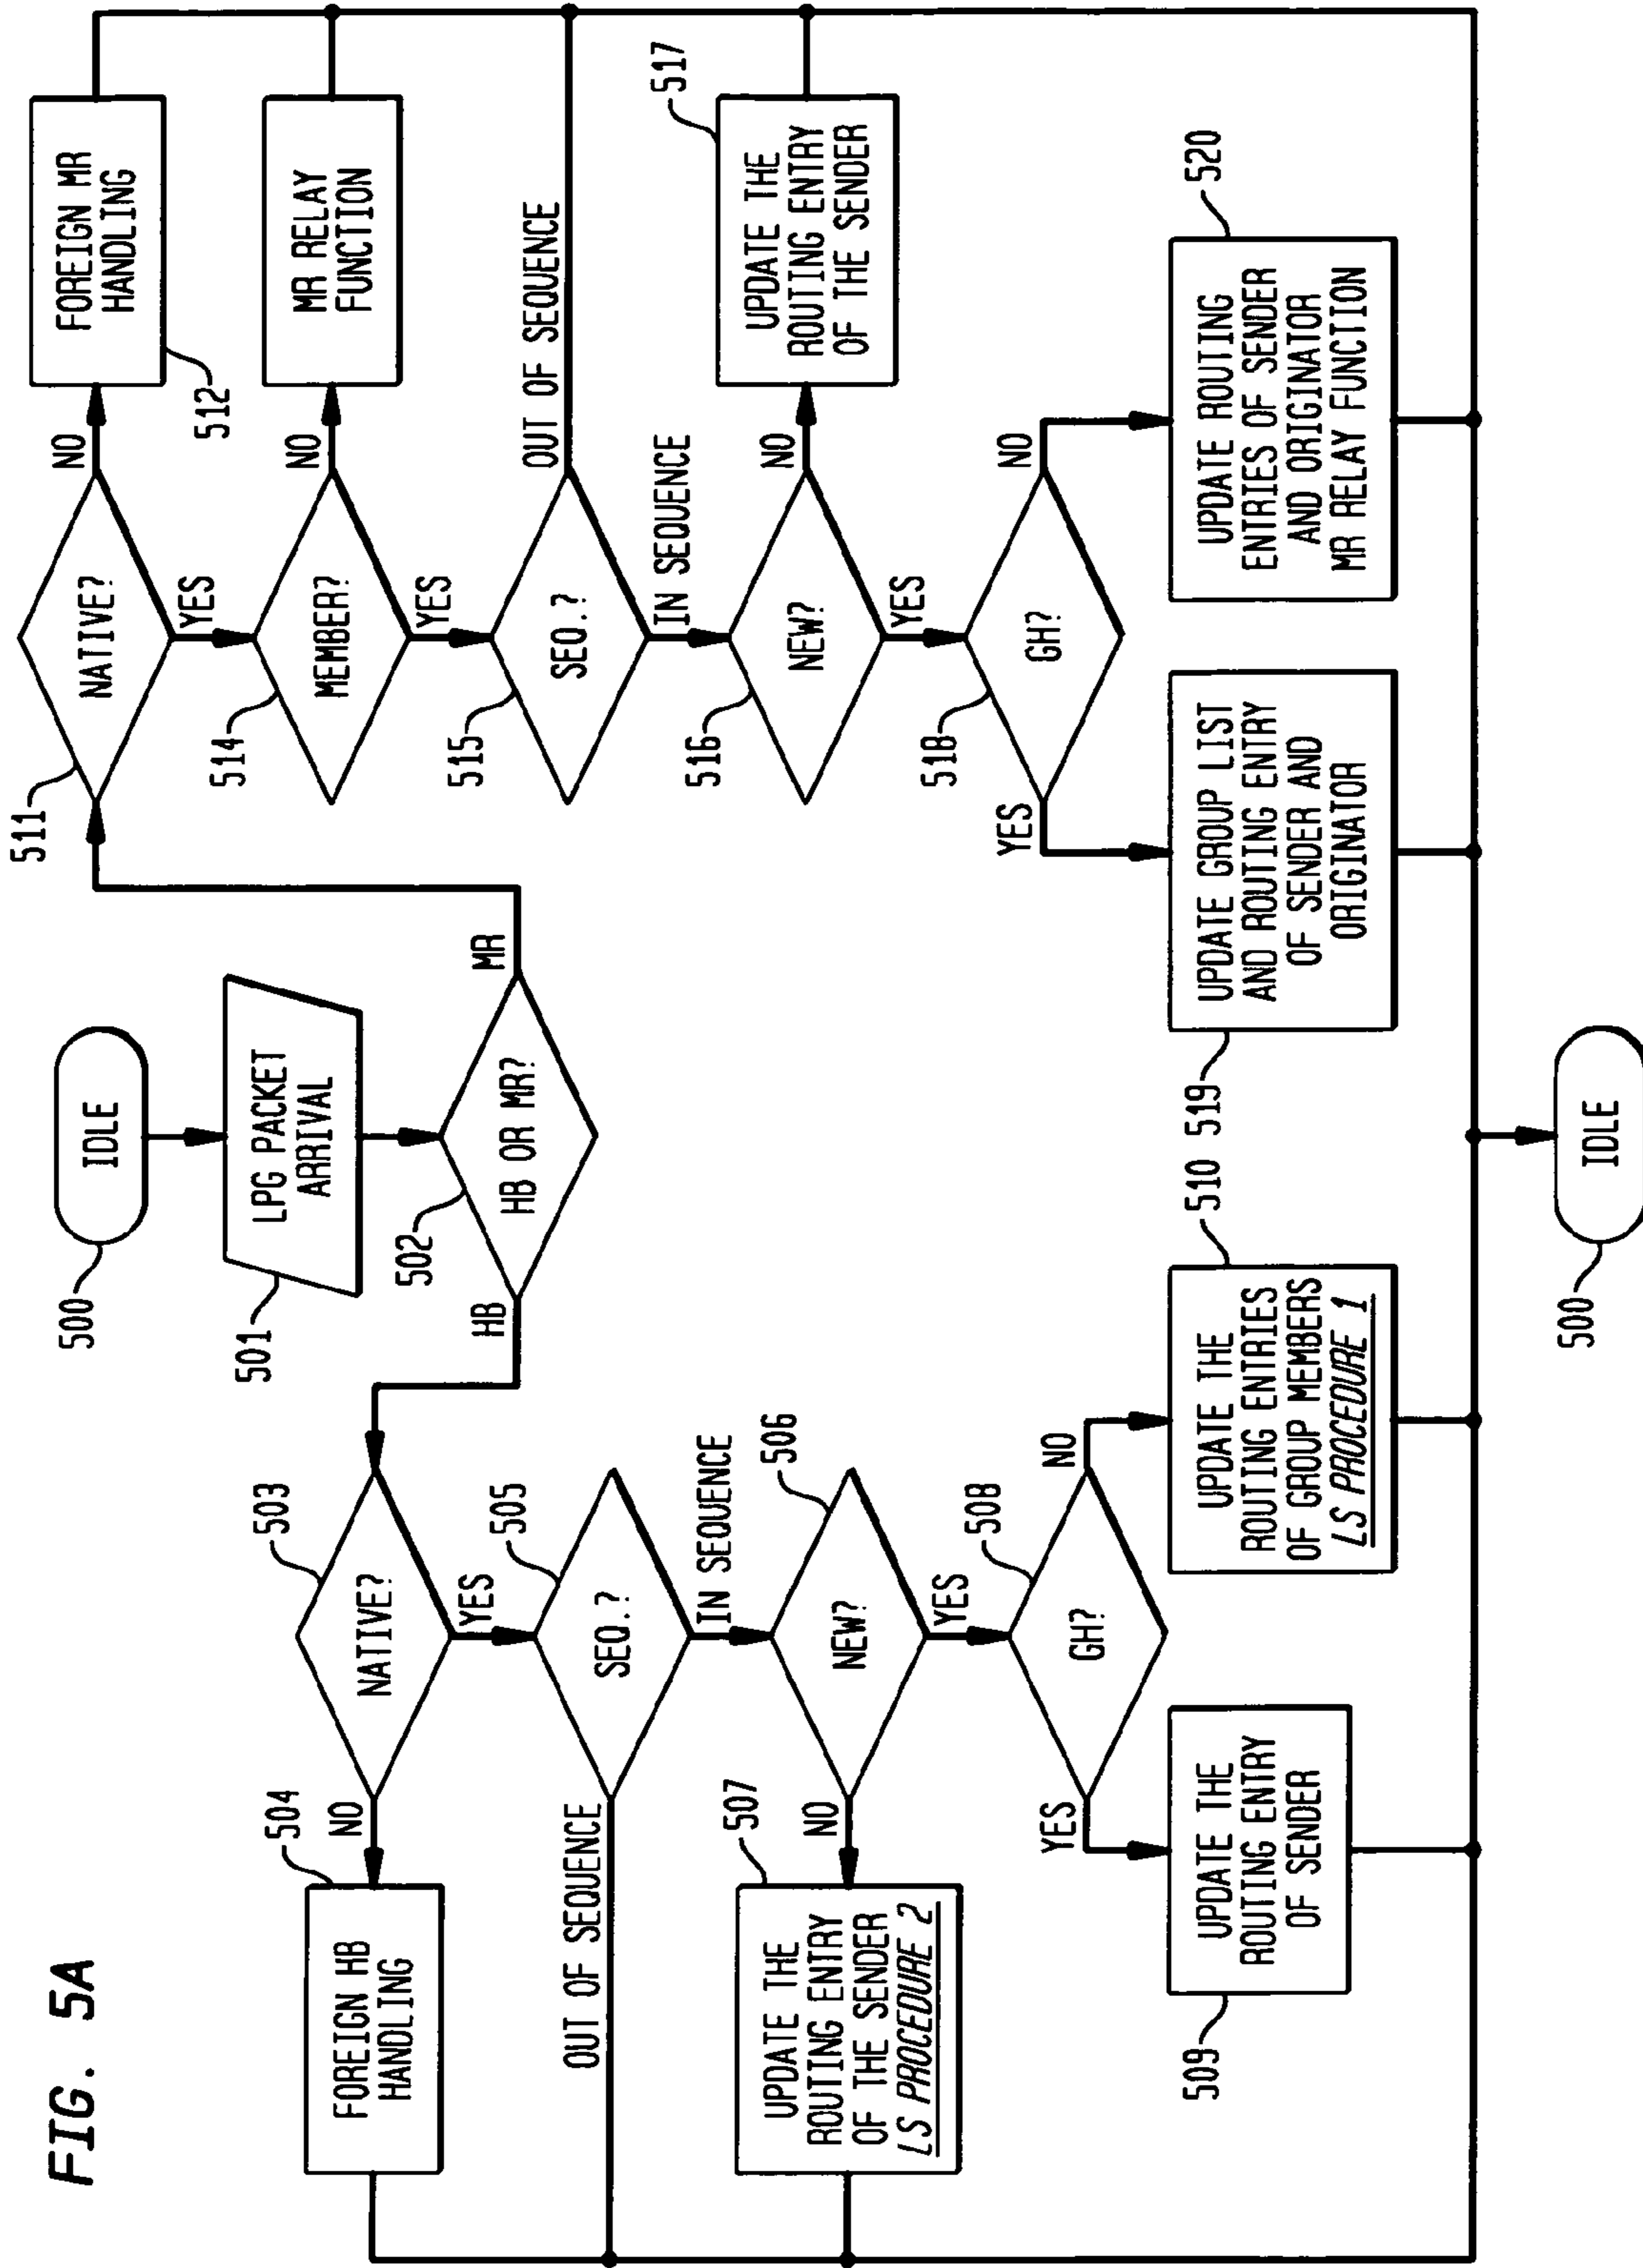 FIG. 5A
IDLE
500
LPG PACKET
ARRIVAL
501
HB OR MR?
502
HB
MR
503
NATIVE?
NO
YES
504
FOREIGN HB
HANDLING
505
SEQ.?
OUT OF SEQUENCE
IN SEQUENCE
506
NEW?
NO
YES
507
UPDATE THE
ROUTING ENTRY
OF THE SENDER
LS PROCEDURE 2
508
GH?
YES
NO
UPDATE THE
ROUTING ENTRY
OF SENDER
509
UPDATE THE
ROUTING ENTRIES
OF GROUP MEMBERS
LS PROCEDURE 1
510
511
NATIVE?
NO
YES
FOREIGN MR
HANDLING
512
514
MEMBER?
NO
YES
MR RELAY
FUNCTION
515
SEQ.?
OUT OF SEQUENCE
IN SEQUENCE
516
NEW?
NO
YES
517
UPDATE THE
ROUTING ENTRY
OF THE SENDER
518
GH?
YES
NO
519
UPDATE GROUP LIST
AND ROUTING ENTRY
OF SENDER AND
ORIGINATOR
520
UPDATE ROUTING
ENTRIES OF SENDER
AND ORIGINATOR
MR RELAY FUNCTION
IDLE
500